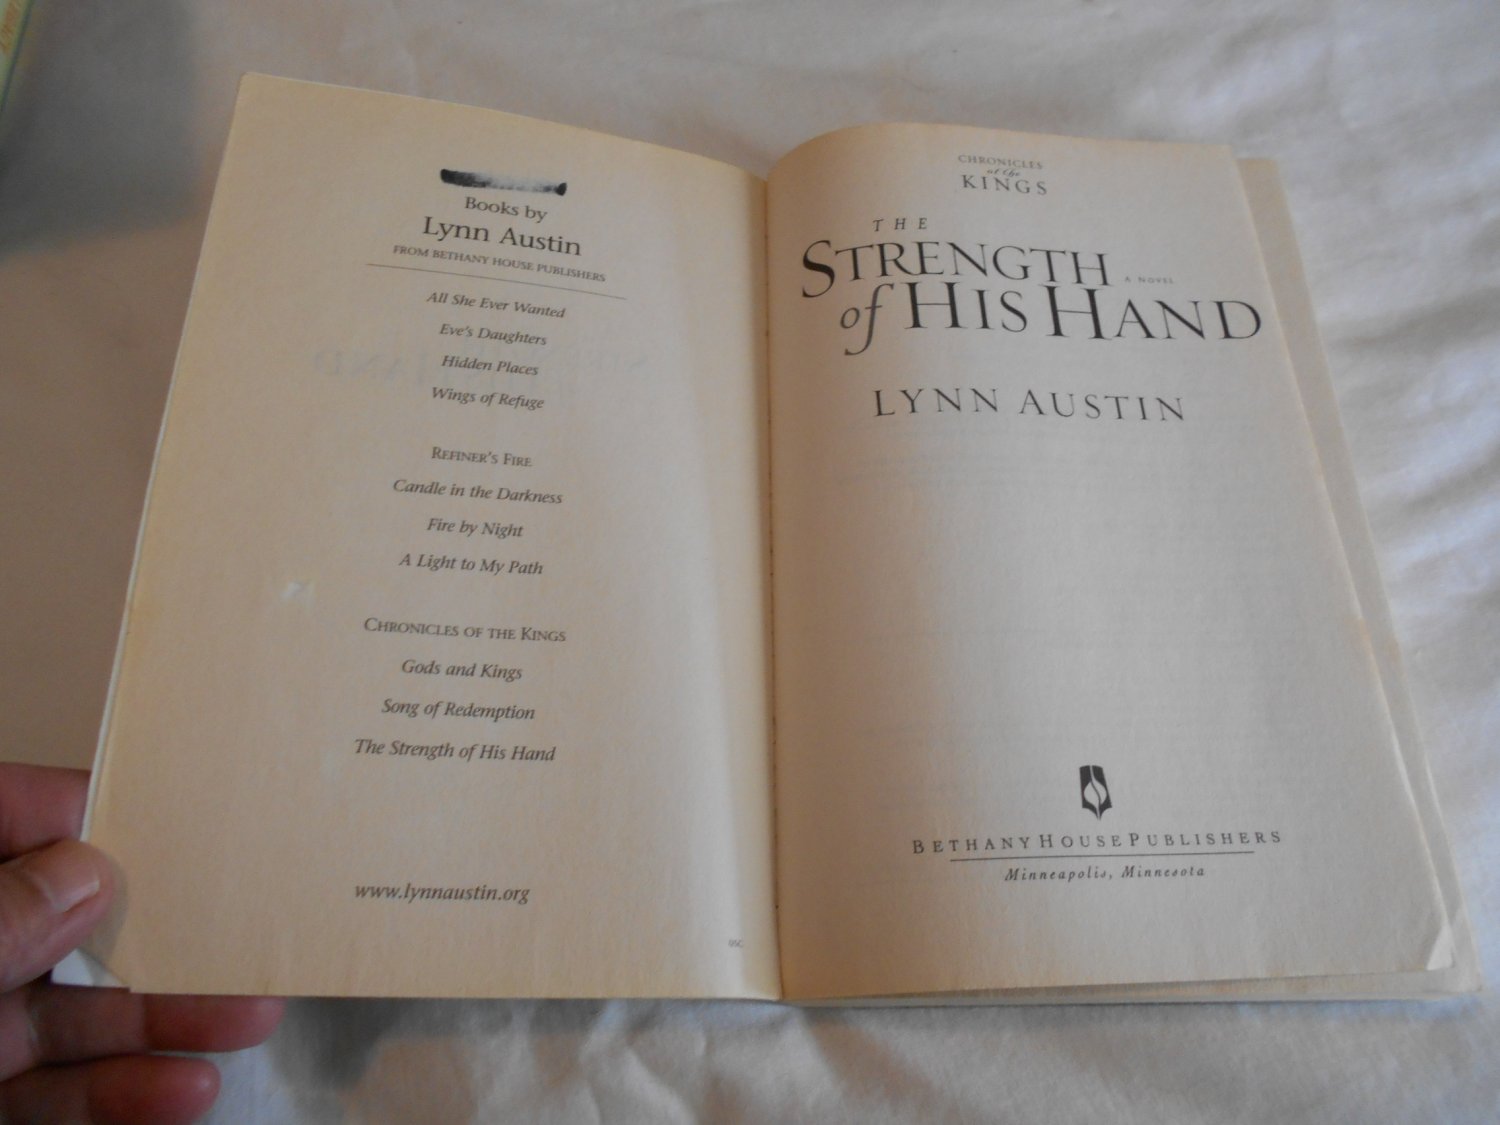 Books by
Lynn Austin
FROM BETHANY HOUSE PUBLISHERS
All She Ever Wanted
Eve's Daughters
Hidden Places
Wings of Refuge
REFINER'S FIRE
Candle in the Darkness
Fire by Night
A Light to My Path
CHRONICLES OF THE KINGS
Gods and Kings
Song of Redemption
The Strength of His Hand
www.lynnaustin.org
CHRONICLES
of the
KINGS
THE
STRENGTH
A NOVEL
of HIS HAND
LYNN AUSTIN
BETHANY HOUSE PUBLISHERS
Minneapolis, Minnesota